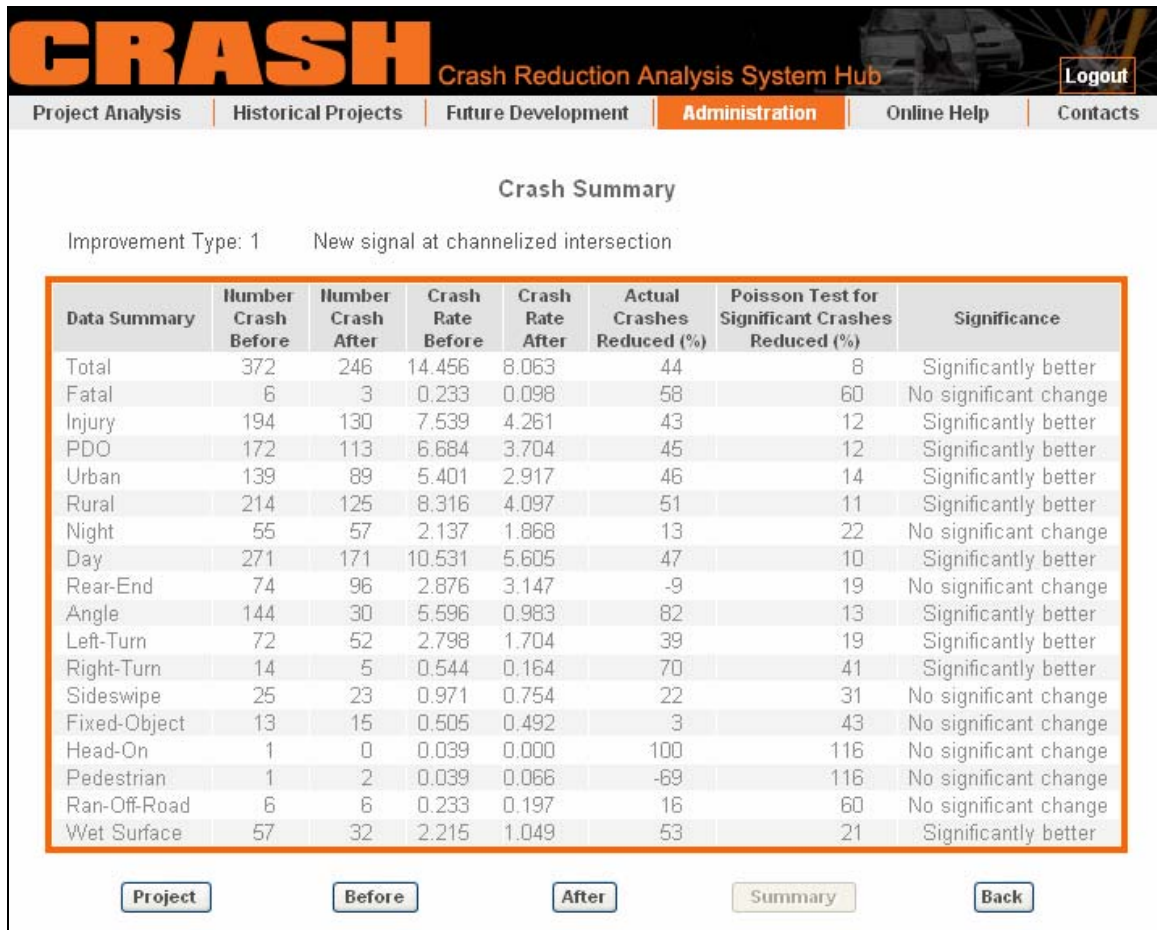 CRASH Crash Reduction Analysis System Hub Logout
Project Analysis Historical Projects Future Development Administration Online Help Contacts
Crash Summary
Improvement Type: 1 New signal at channelized intersection
Data Summary Number Crash Before Number Crash After Crash Rate Before Crash Rate After Actual Crashes Reduced (%) Poisson Test for Significant Crashes Reduced (%) Significance
Total 372 246 14.456 8.063 44 8 Significantly better
Fatal 6 3 0.233 0.098 58 60 No significant change
Injury 194 130 7.539 4.261 43 12 Significantly better
PDO 172 113 6.684 3.704 45 12 Significantly better
Urban 139 89 5.401 2.917 46 14 Significantly better
Rural 214 125 8.316 4.097 51 11 Significantly better
Night 55 57 2.137 1.868 13 22 No significant change
Day 271 171 10.531 5.605 47 10 Significantly better
Rear-End 74 96 2.876 3.147 -9 19 No significant change
Angle 144 30 5.596 0.983 82 13 Significantly better
Left-Turn 72 52 2.798 1.704 39 19 Significantly better
Right-Turn 14 5 0.544 0.164 70 41 Significantly better
Sideswipe 25 23 0.971 0.754 22 31 No significant change
Fixed-Object 13 15 0.505 0.492 3 43 No significant change
Head-On 1 0 0.039 0.000 100 116 No significant change
Pedestrian 1 2 0.039 0.066 -69 116 No significant change
Ran-Off-Road 6 6 0.233 0.197 16 60 No significant change
Wet Surface 57 32 2.215 1.049 53 21 Significantly better
Project Before After Summary Back